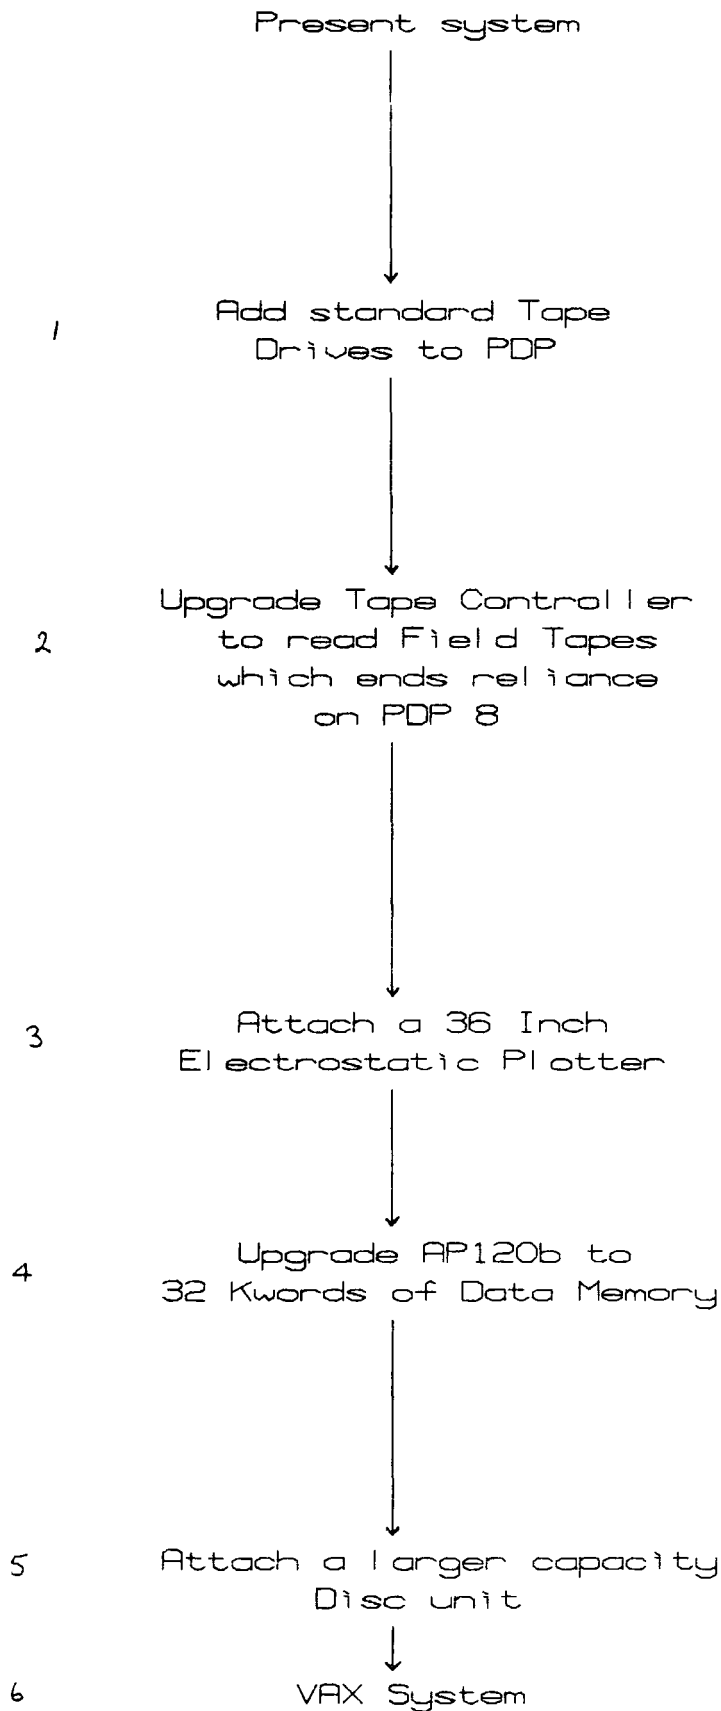 Present system
1 Add standard Tape
Drives to PDP
Upgrade Tape Controller
2 to read Field Tapes
which ends reliance
on PDP 8
3 Attach a 36 Inch
Electrostatic Plotter
4 Upgrade AP120b to
32 Kwords of Data Memory
5 Attach a larger capacity
Disc unit
6 VAX System